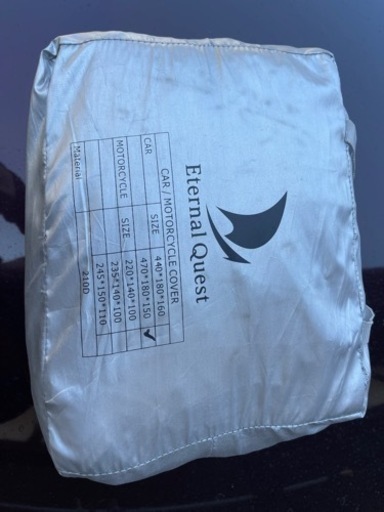 Eternal Quest
CAR / MOTORCYCLE COVER
CAR SIZE 440*180*160
470*180*150 ✔
MOTORCYCLE SIZE 220*140*100
235*140*100
245*150*110
Material 210D